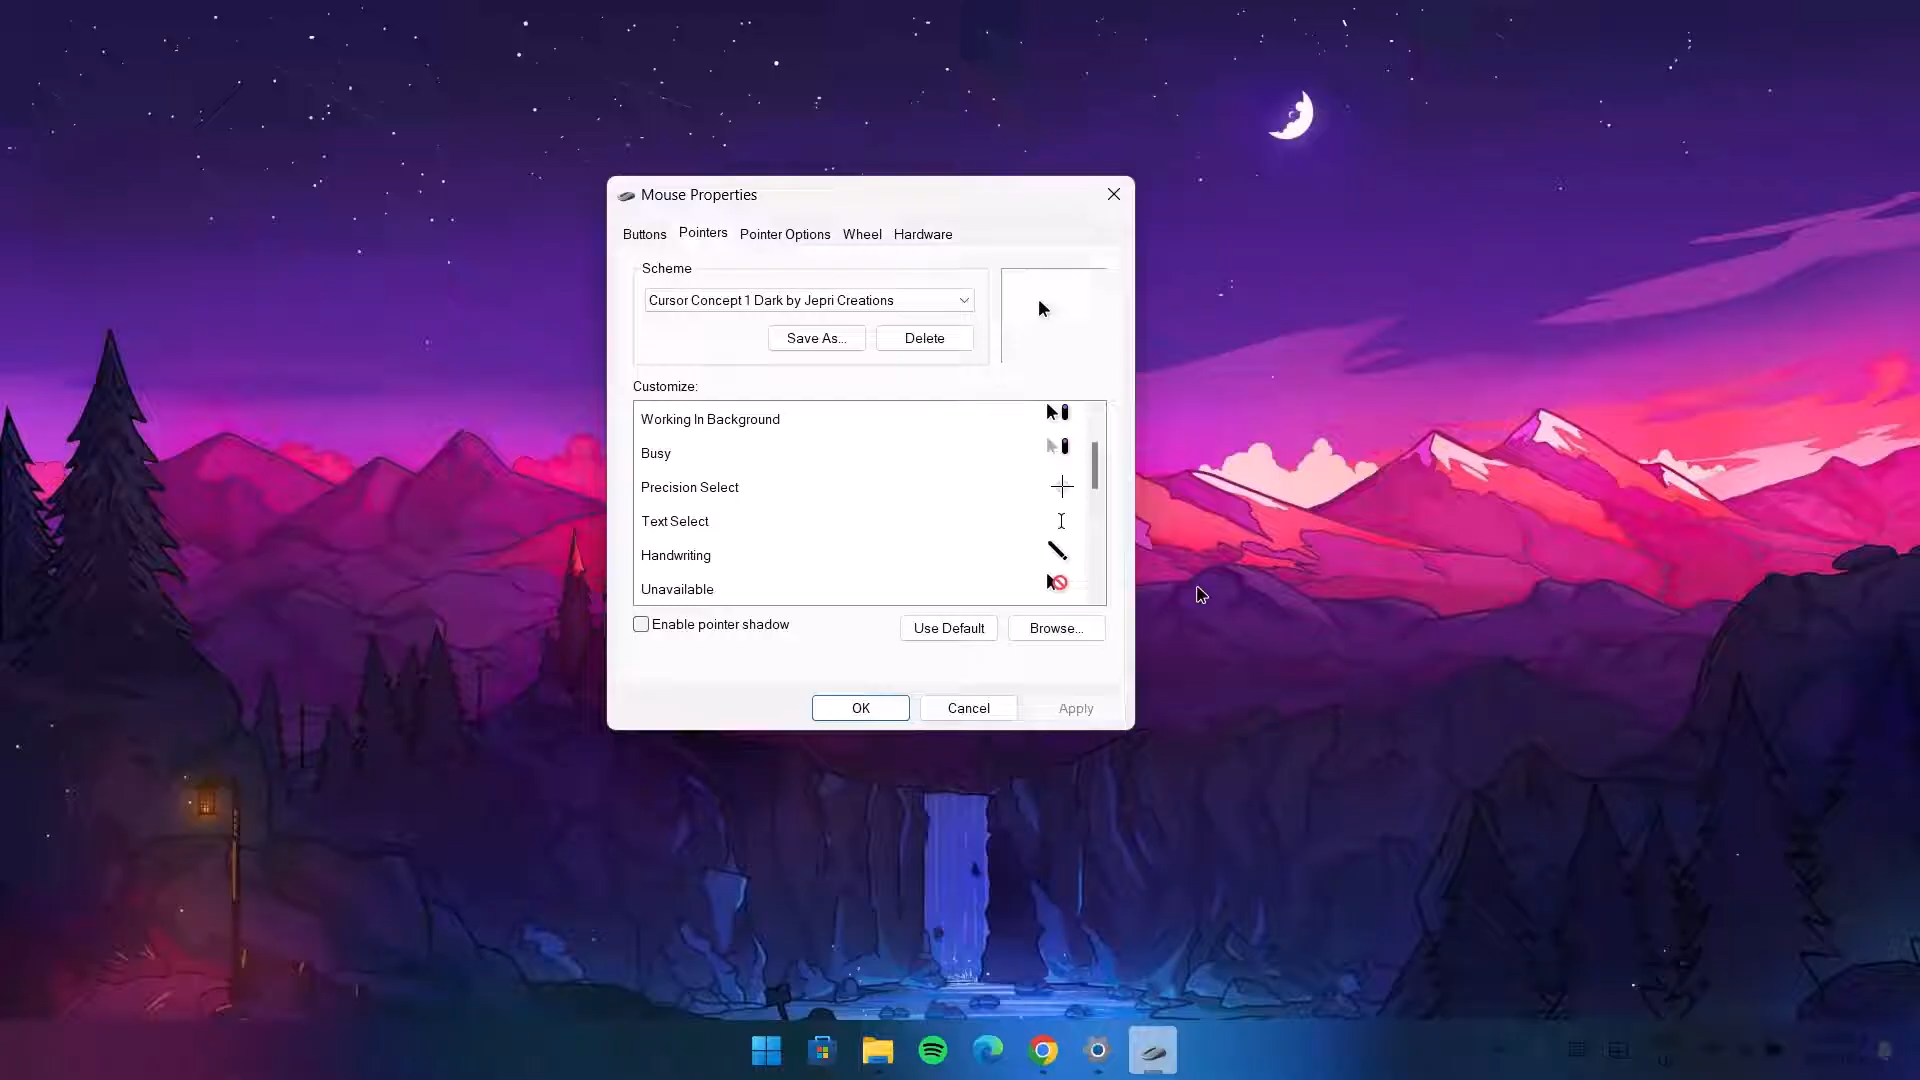 Mouse Properties
Buttons Pointers Pointer Options Wheel Hardware
Scheme
Cursor Concept 1 Dark by Jepri Creations
Save As... Delete
Customize:
Working In Background
Busy
Precision Select
Text Select
Handwriting
Unavailable
Enable pointer shadow
Use Default Browse...
OK Cancel Apply